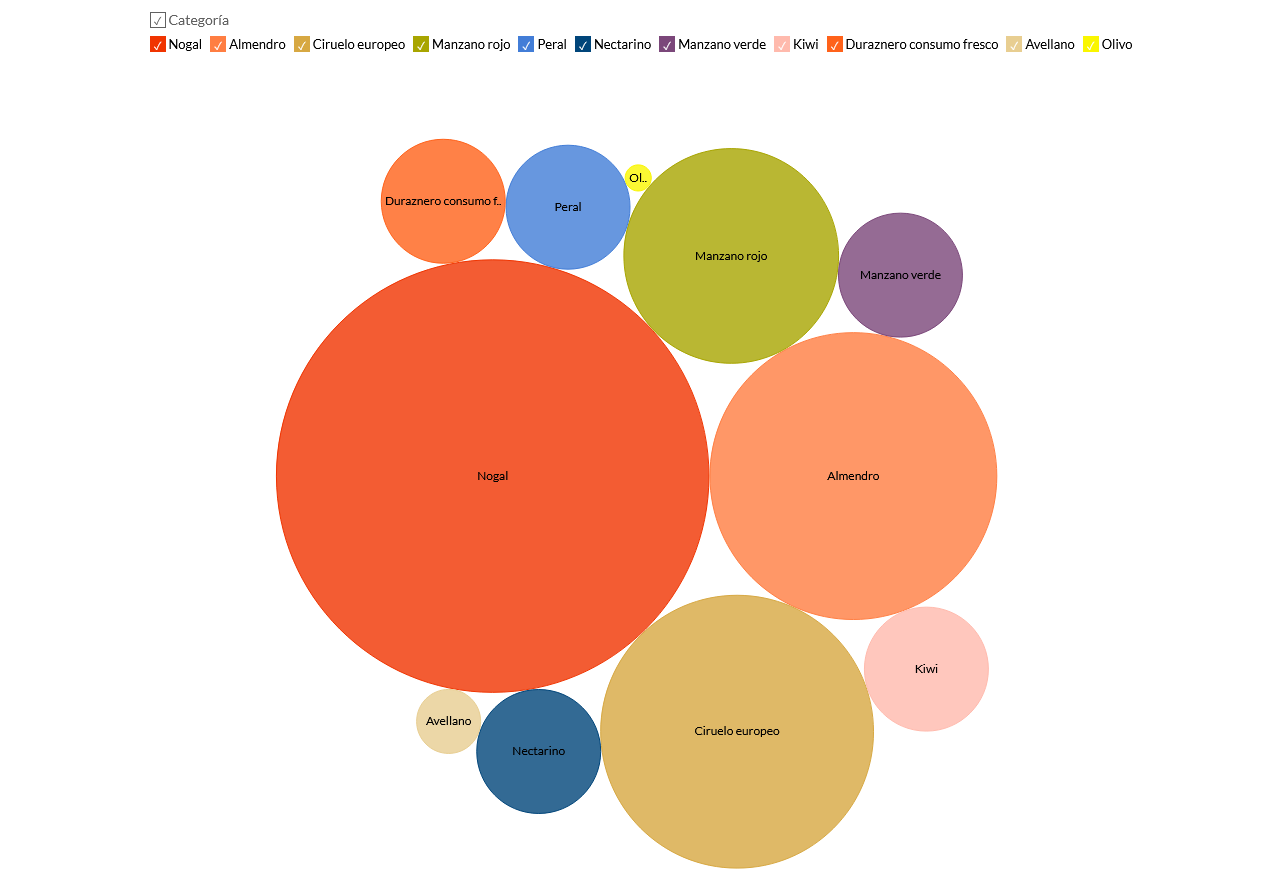 Categoría
Nogal Almendro Ciruelo europeo Manzano rojo Peral Nectarino Manzano verde Kiwi Duraznero consumo fresco Avellano Olivo
Ol..
Duraznero consumo f..
Peral
Manzano rojo
Manzano verde
Nogal
Almendro
Kiwi
Avellano
Ciruelo europeo
Nectarino